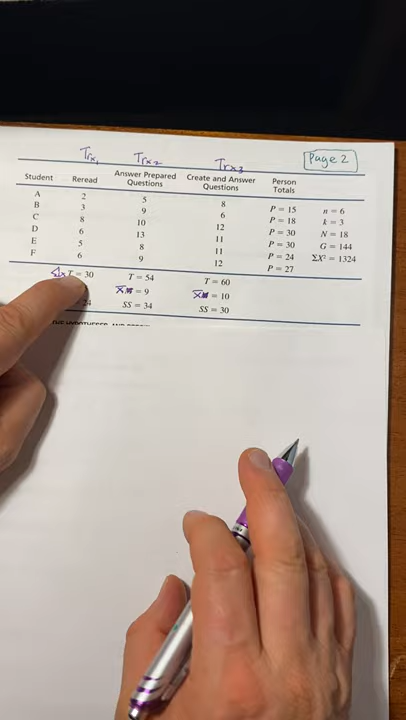 Trx1 Trx2 Trx3 Page 2
Student Reread Answer Prepared Questions Create and Answer Questions Person Totals
A 2 5 8 P = 15 n = 6
B 3 9 6 P = 18 k = 3
C 8 10 12 P = 30 N = 18
D 6 13 11 P = 30 G = 144
E 5 8 11 P = 24 ΣX² = 1324
F 6 9 12 P = 27
Σx T = 30 T = 54 T = 60
X̄ = 9 X̄ = 10
24 SS = 34 SS = 30